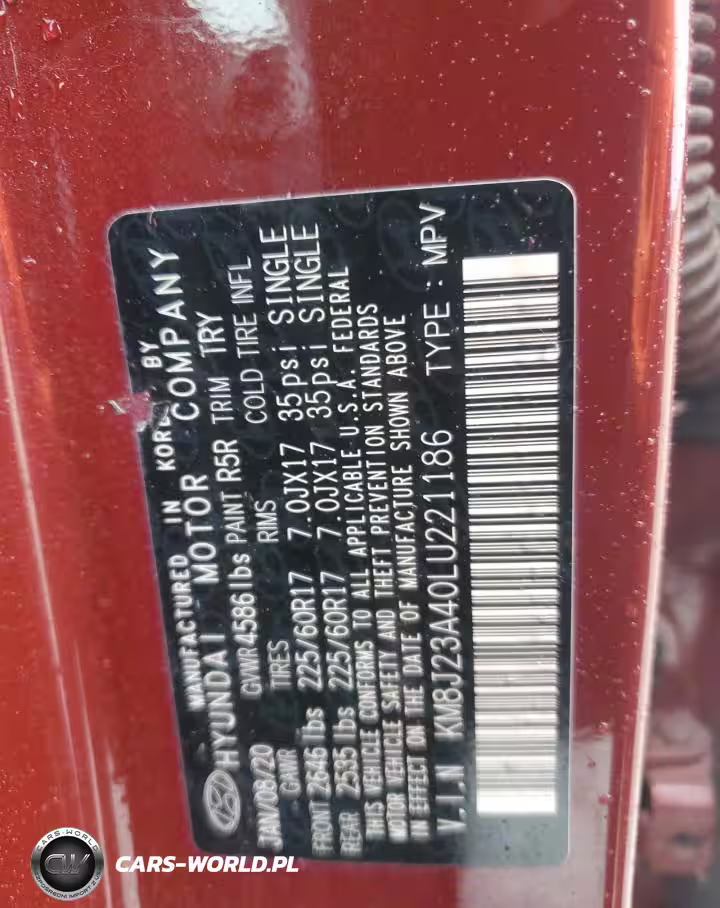 MANUFACTURED IN KOREA BY
HYUNDAI MOTOR COMPANY
JAN/08/20 GVWR 4586 lbs PAINT R5R TRIM TRY
GAWR TIRES RIMS COLD TIRE INFL
FRONT 2646 lbs 225/60R17 7.0JX17 35psi SINGLE
REAR 2535 lbs 225/60R17 7.0JX17 35psi SINGLE
THIS VEHICLE CONFORMS TO ALL APPLICABLE U.S.A. FEDERAL
MOTOR VEHICLE SAFETY AND THEFT PREVENTION STANDARDS
IN EFFECT ON THE DATE OF MANUFACTURE SHOWN ABOVE
V.I.N KM8J23A40LU221186 TYPE : MPV
CARS-WORLD
CW
CARS-WORLD.PL